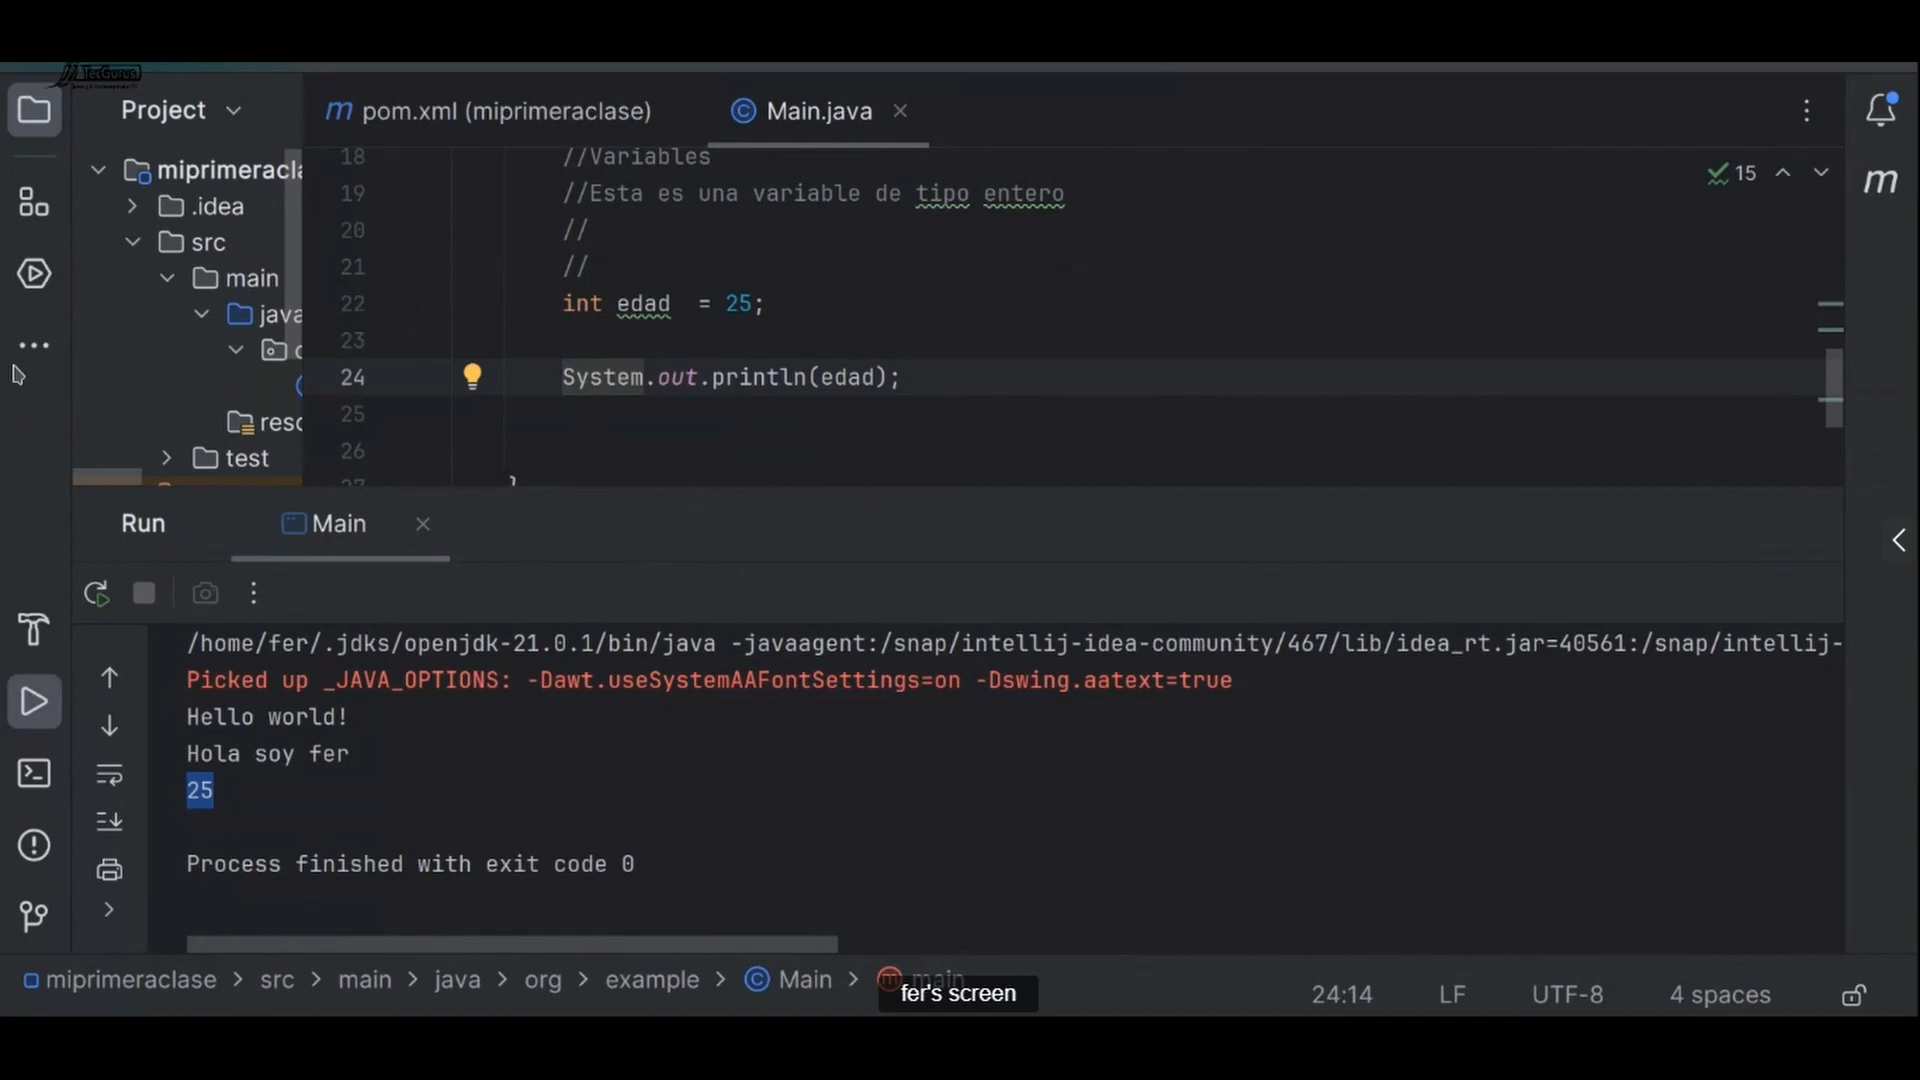 TecGurus
Project
pom.xml (miprimeraclase)
Main.java
miprimeracla
.idea
src
main
java
reso
test
15
18 //Variables
19 //Esta es una variable de tipo entero
20 //
21 //
22 int edad  = 25;
23
24 System.out.println(edad);
25
26
27 }
Run
Main
/home/fer/.jdks/openjdk-21.0.1/bin/java -javaagent:/snap/intellij-idea-community/467/lib/idea_rt.jar=40561:/snap/intellij-
Picked up _JAVA_OPTIONS: -Dawt.useSystemAAFontSettings=on -Dswing.aatext=true
Hello world!
Hola soy fer
25
Process finished with exit code 0
miprimeraclase > src > main > java > org > example > Main > main
fer's screen
24:14 LF UTF-8 4 spaces